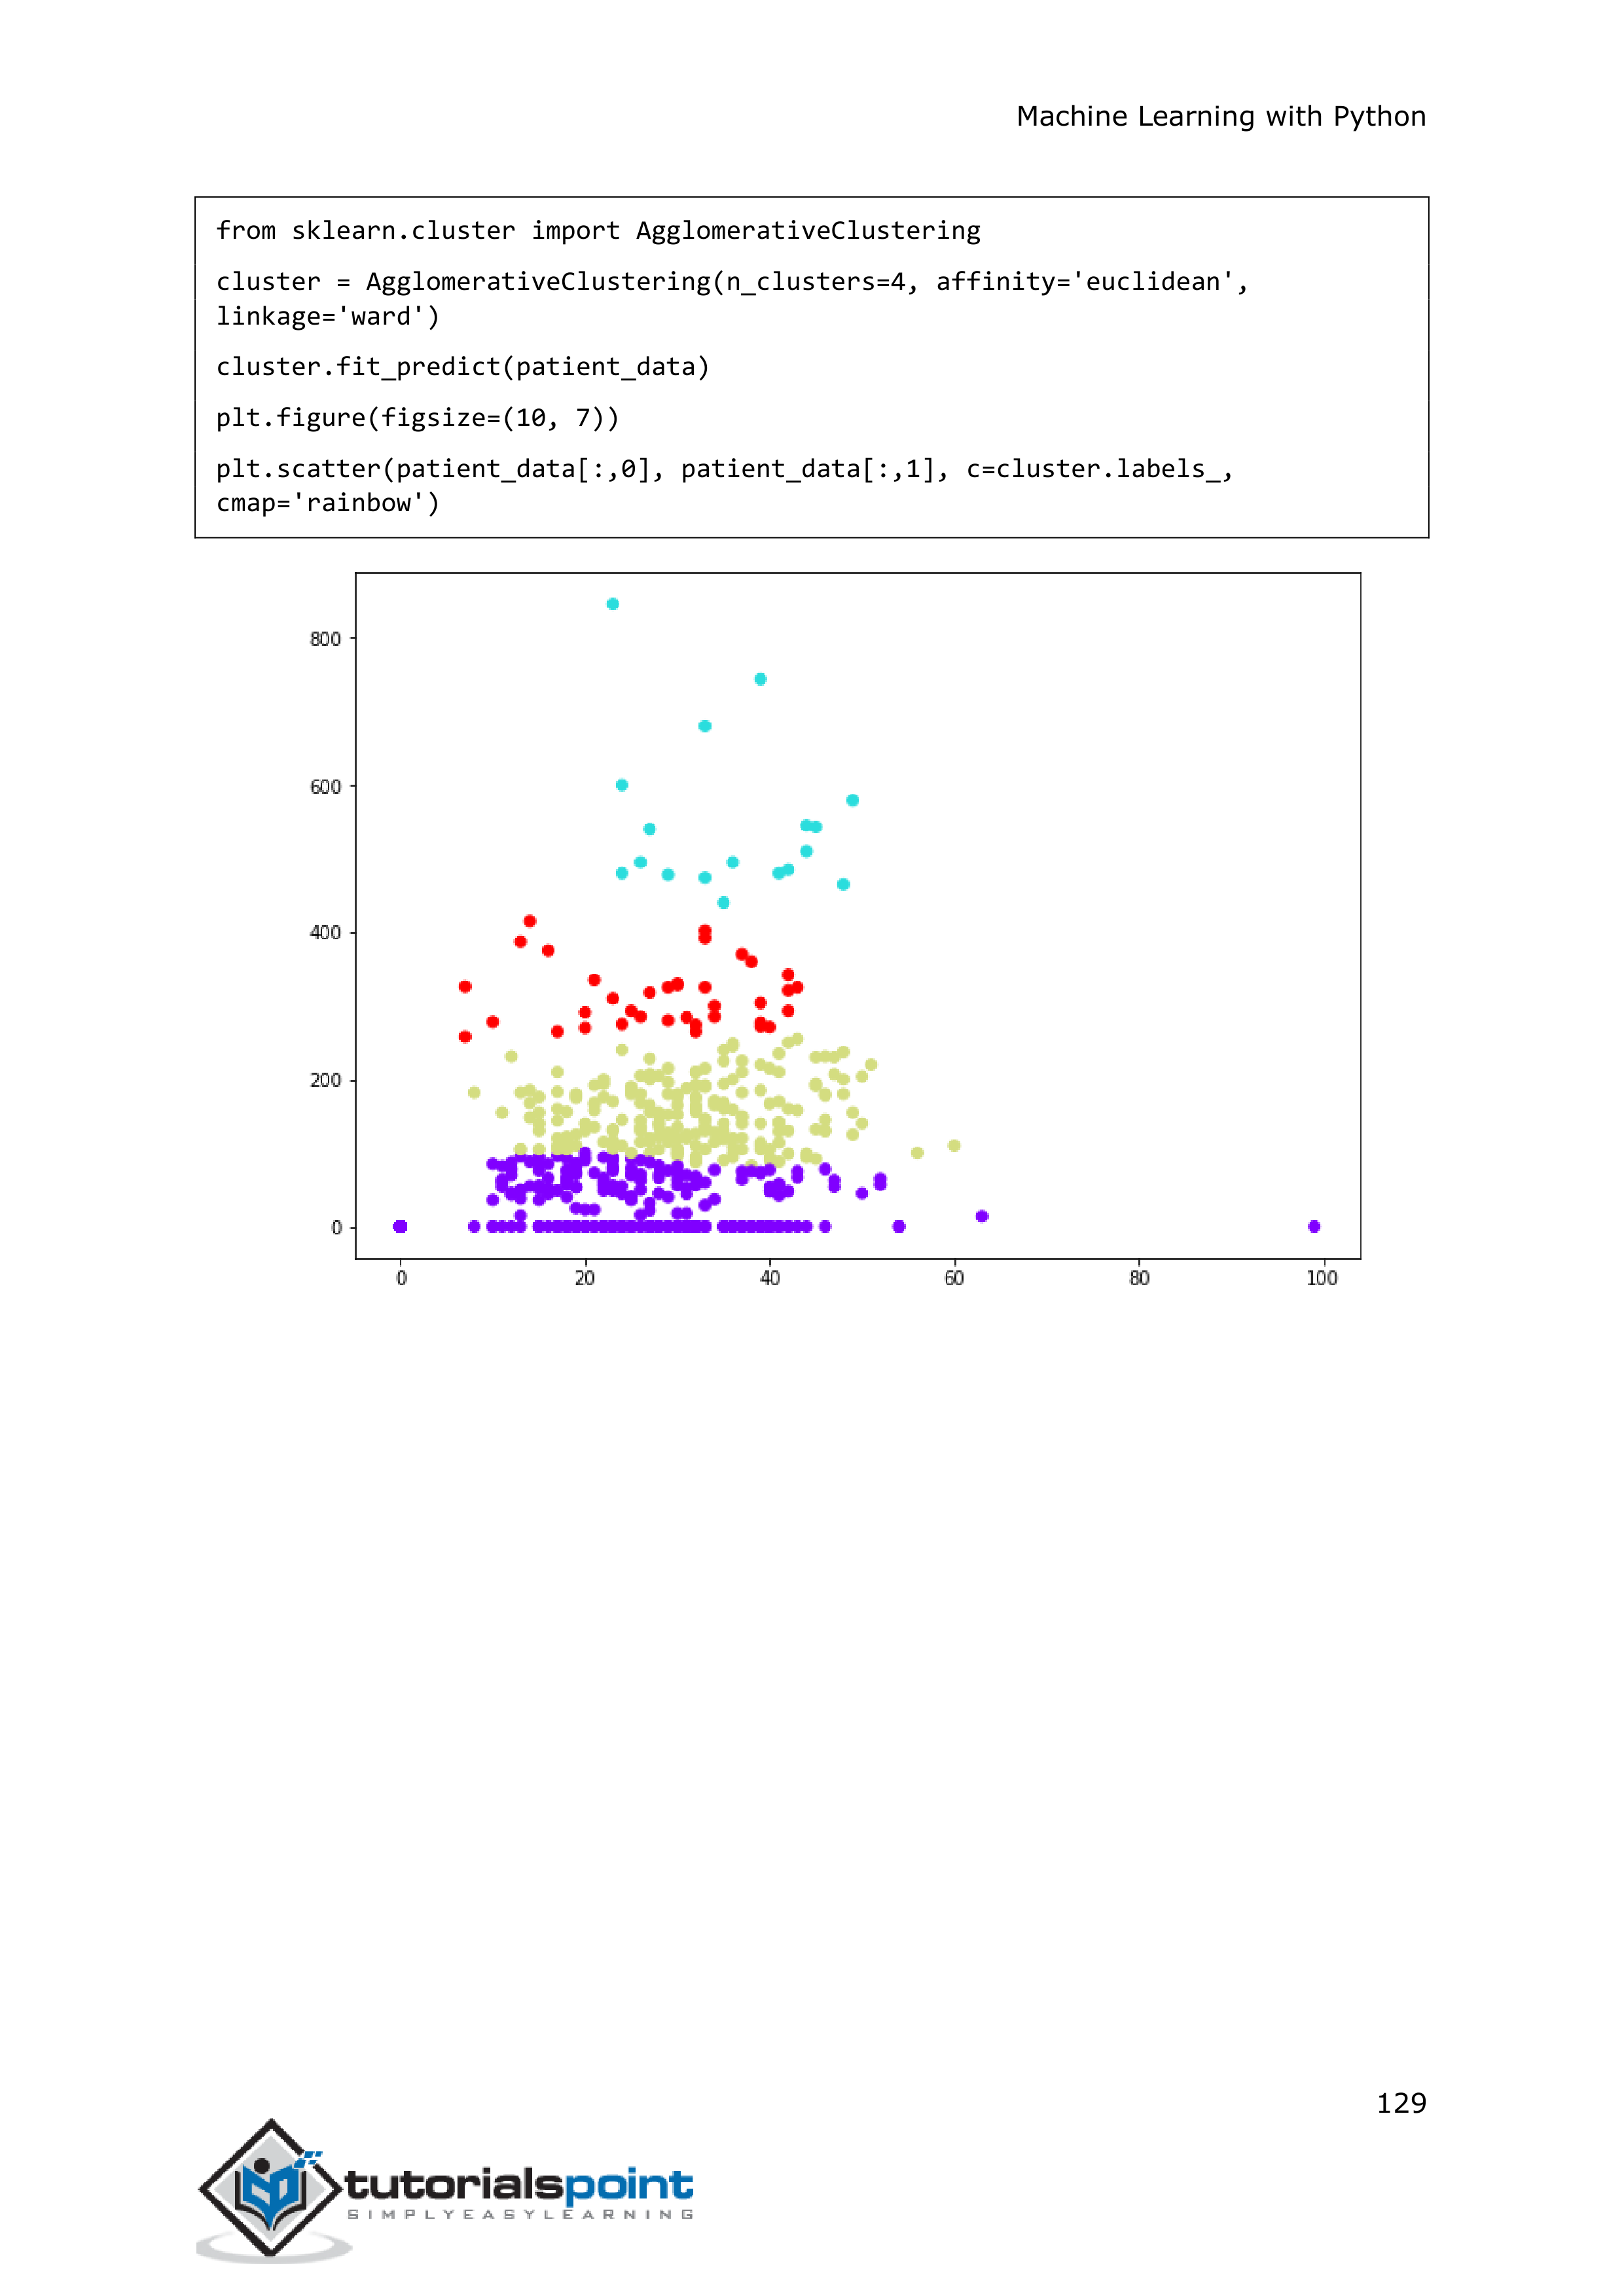 Machine Learning with Python
from sklearn.cluster import AgglomerativeClustering
cluster = AgglomerativeClustering(n_clusters=4, affinity='euclidean',
linkage='ward')
cluster.fit_predict(patient_data)
plt.figure(figsize=(10, 7))
plt.scatter(patient_data[:,0], patient_data[:,1], c=cluster.labels_,
cmap='rainbow')
800
600
400
200
0
0 20 40 60 80 100
129
tutorialspoint
SIMPLYEASYLEARNING